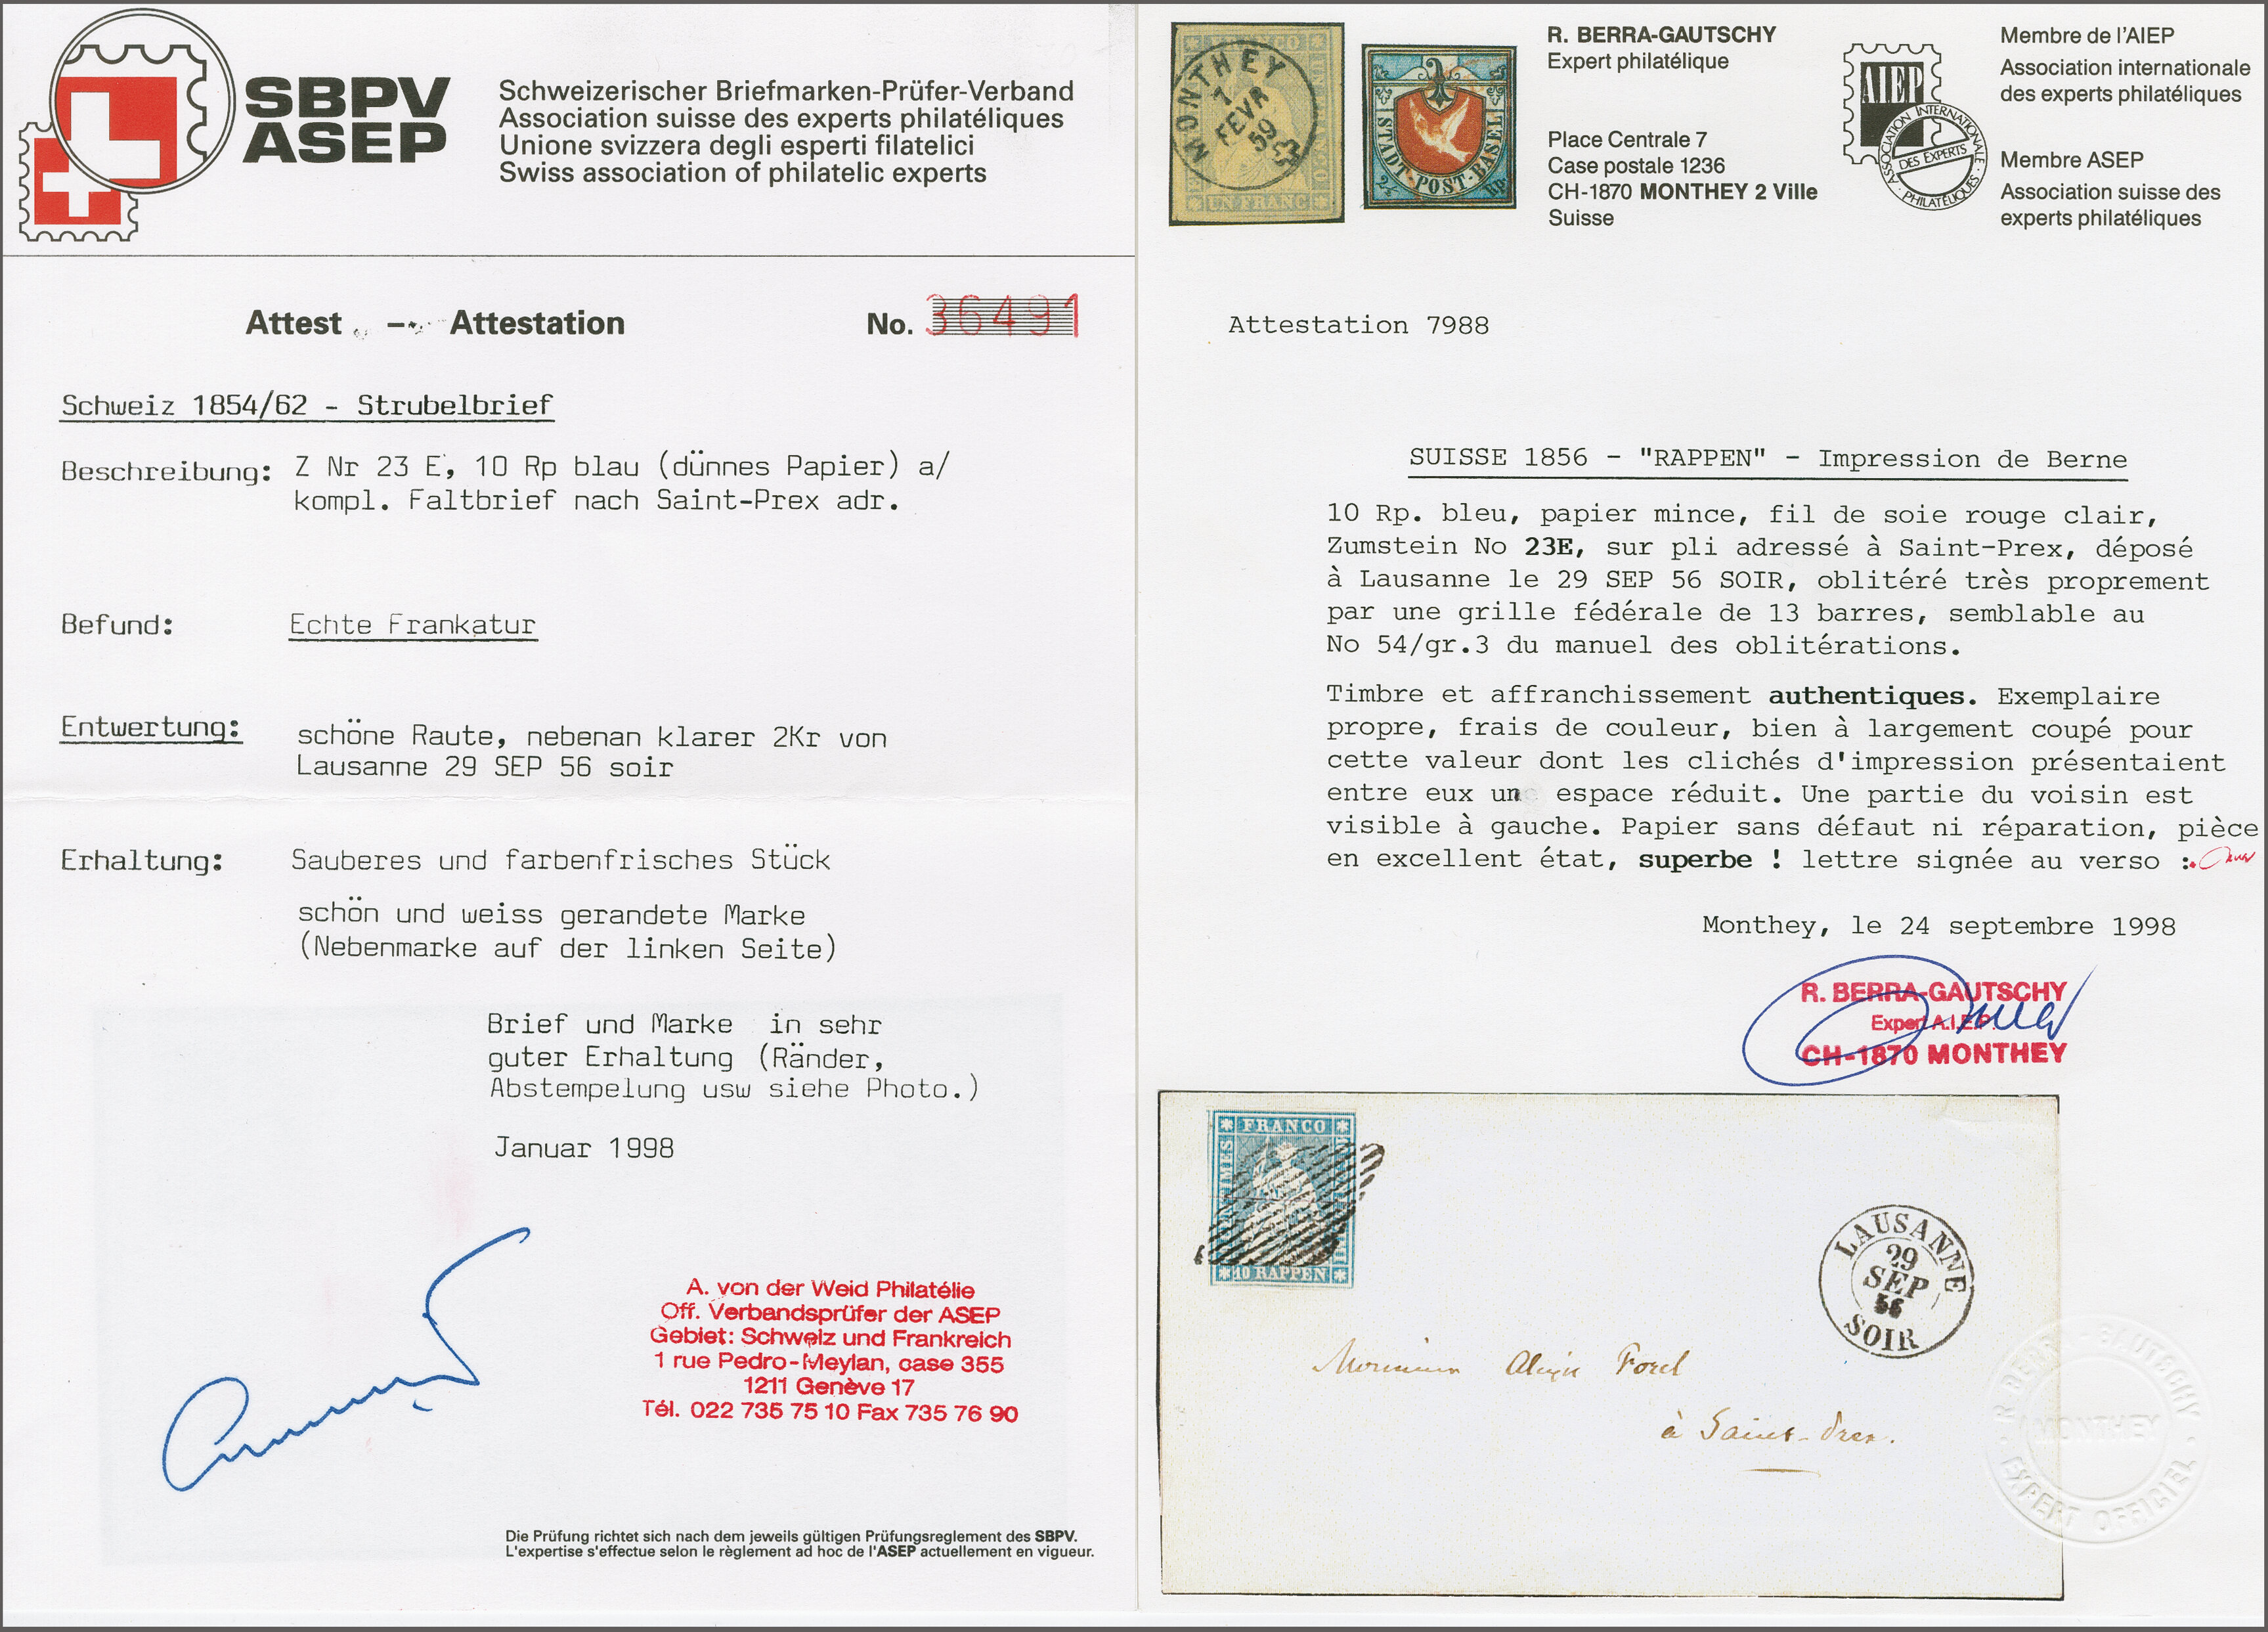 SBPV
ASEP
Schweizerischer Briefmarken-Prüfer-Verband
Association suisse des experts philatéliques
Unione svizzera degli esperti filatelici
Swiss association of philatelic experts
Attest - Attestation
No. 36491
Schweiz 1854/62 - Strubelbrief
Beschreibung: Z Nr 23 E, 10 Rp blau (dünnes Papier) a/
kompl. Faltbrief nach Saint-Prex adr.
Befund: Echte Frankatur
Entwertung: schöne Raute, nebenan klarer 2Kr von
Lausanne 29 SEP 56 soir
Erhaltung: Sauberes und farbenfrisches Stück
schön und weiss gerandete Marke
(Nebenmarke auf der linken Seite)
Brief und Marke in sehr
guter Erhaltung (Ränder,
Abstempelung usw siehe Photo.)
Januar 1998
A. von der Weid Philatélie
Off. Verbandsprüfer der ASEP
Gebiet: Schweiz und Frankreich
1 rue Pedro-Meylan, case 355
1211 Genève 17
Tél. 022 735 75 10 Fax 735 76 90
Die Prüfung richtet sich nach dem jeweils gültigen Prüfungsreglement des SBPV.
L'expertise s'effectue selon le règlement ad hoc de l'ASEP actuellement en vigueur.
FRANCO
MONTHEY
7
FEVR
59
UN FRANC
STADT-POST-BASEL
2½ Rp.
R. BERRA-GAUTSCHY
Expert philatélique
Place Centrale 7
Case postale 1236
CH-1870 MONTHEY 2 Ville
Suisse
AIEP
ASSOCIATION INTERNATIONALE
DES EXPERTS
PHILATÉLIQUES
Membre de l'AIEP
Association internationale
des experts philatéliques
Membre ASEP
Association suisse des
experts philatéliques
Attestation 7988
SUISSE 1856 - "RAPPEN" - Impression de Berne
10 Rp. bleu, papier mince, fil de soie rouge clair,
Zumstein No 23E, sur pli adressé à Saint-Prex, déposé
à Lausanne le 29 SEP 56 SOIR, oblitéré très proprement
par une grille fédérale de 13 barres, semblable au
No 54/gr.3 du manuel des oblitérations.
Timbre et affranchissement authentiques. Exemplaire
propre, frais de couleur, bien à largement coupé pour
cette valeur dont les clichés d'impression présentaient
entre eux un espace réduit. Une partie du voisin est
visible à gauche. Papier sans défaut ni réparation, pièce
en excellent état, superbe ! lettre signée au verso :
Monthey, le 24 septembre 1998
R. BERRA-GAUTSCHY
Expert A.I.E.P.
CH-1870 MONTHEY
FRANCO
10 RAPPEN
LAUSANNE
29
SEP
56
SOIR
Monsieur Alexis Forel
à Saint-Prex.
R. BERRA-GAUTSCHY
MONTHEY
EXPERT OFFICIEL